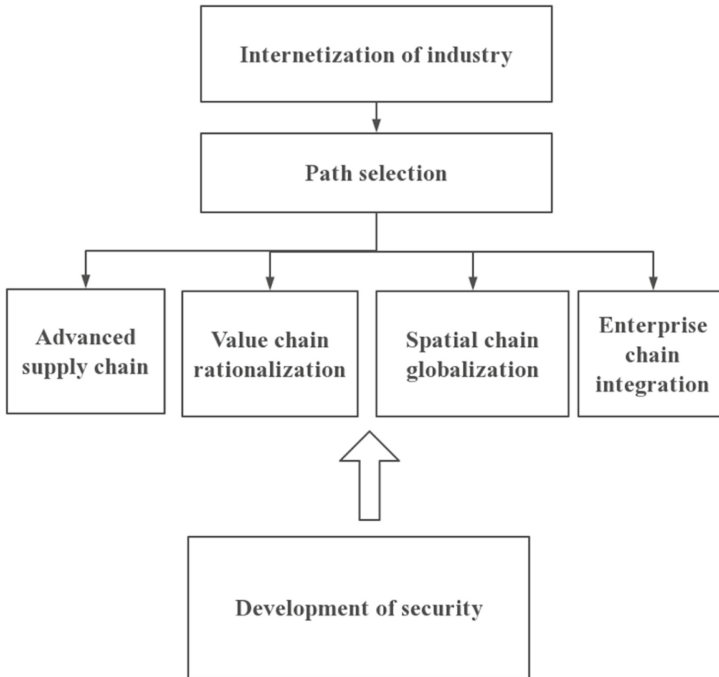 Internetization of industry
Path selection
Advanced
supply chain
Value chain
rationalization
Spatial chain
globalization
Enterprise
chain
integration
Development of security